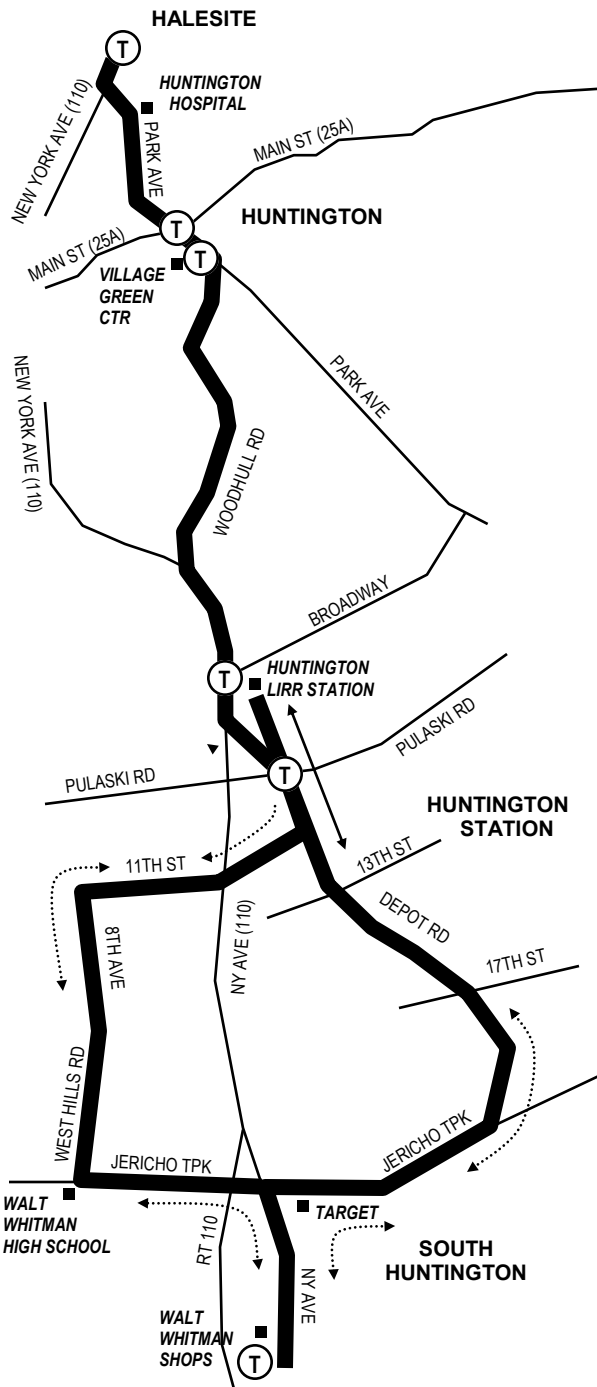 HALESITE
T
HUNTINGTON
HOSPITAL
NEW YORK AVE (110)
PARK AVE
MAIN ST (25A)
HUNTINGTON
T
MAIN ST (25A)
T
VILLAGE
GREEN
CTR
PARK AVE
NEW YORK AVE (110)
WOODHULL RD
BROADWAY
HUNTINGTON
LIRR STATION
T
PULASKI RD
PULASKI RD
T
HUNTINGTON
STATION
11TH ST
13TH ST
DEPOT RD
8TH AVE
NY AVE (110)
17TH ST
WEST HILLS RD
JERICHO TPK
JERICHO TPK
WALT
WHITMAN
HIGH SCHOOL
TARGET
RT 110
SOUTH
HUNTINGTON
NY AVE
WALT
WHITMAN
SHOPS
T